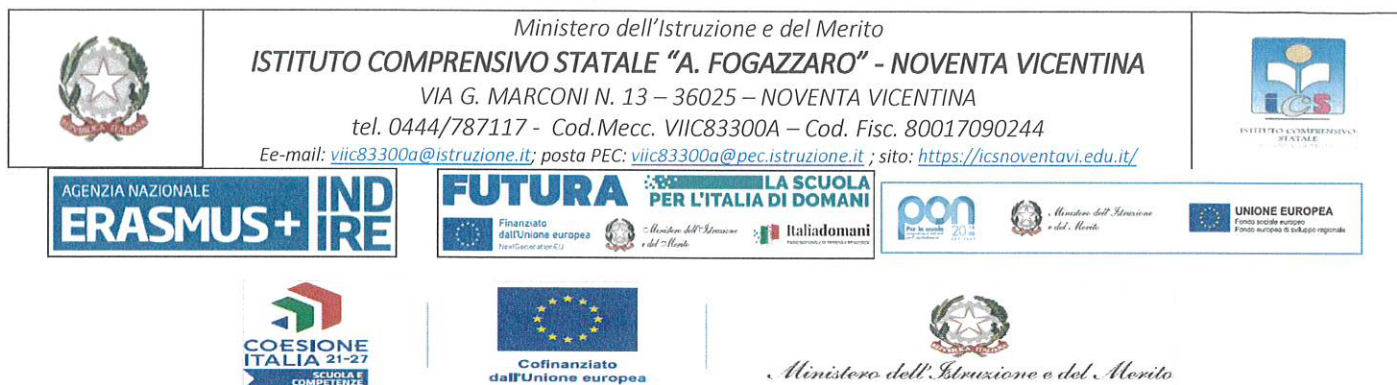 Ministero dell'Istruzione e del Merito
ISTITUTO COMPRENSIVO STATALE "A. FOGAZZARO" - NOVENTA VICENTINA
VIA G. MARCONI N. 13 – 36025 – NOVENTA VICENTINA
tel. 0444/787117 - Cod.Mecc. VIIC83300A – Cod. Fisc. 80017090244
Ee-mail: viic83300a@istruzione.it; posta PEC: viic83300a@pec.istruzione.it ; sito: https://icsnoventavi.edu.it/
REPUBBLICA ITALIANA
ics
ISTITUTO COMPRENSIVO
STATALE
AGENZIA NAZIONALE
ERASMUS+
IND
IRE
FUTURA
LA SCUOLA
PER L'ITALIA DI DOMANI
Finanziato
dall'Unione europea
NextGenerationEU
Ministero dell'Istruzione
e del Merito
Italiadomani
pon
Per la scuola
Ministero dell'Istruzione
e del Merito
UNIONE EUROPEA
Fondo sociale europeo
Fondo europeo di sviluppo regionale
COESIONE
ITALIA 21-27
SCUOLA E
COMPETENZE
Cofinanziato
dall'Unione europea
Ministero dell'Istruzione e del Merito